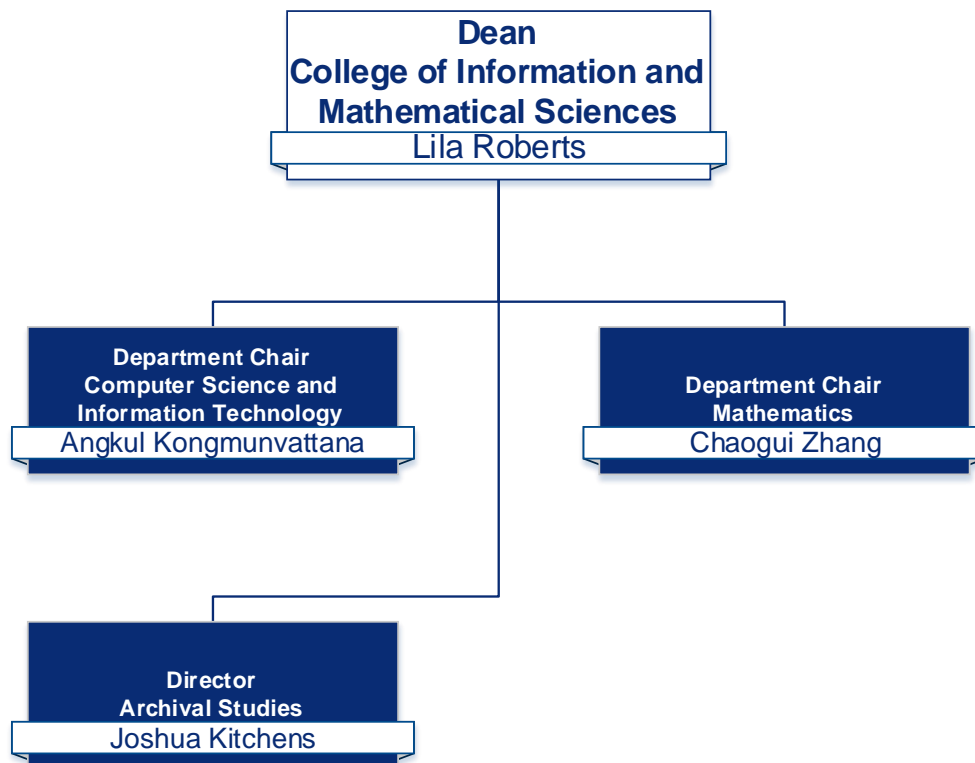 Dean
College of Information and
Mathematical Sciences
Lila Roberts
Department Chair
Computer Science and
Information Technology
Angkul Kongmunvattana
Department Chair
Mathematics
Chaogui Zhang
Director
Archival Studies
Joshua Kitchens